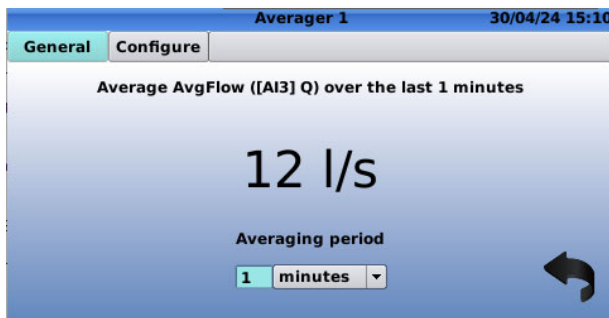 Averager 1 30/04/24 15:10
General Configure
Average AvgFlow ([AI3] Q) over the last 1 minutes
12 l/s
Averaging period
1 minutes